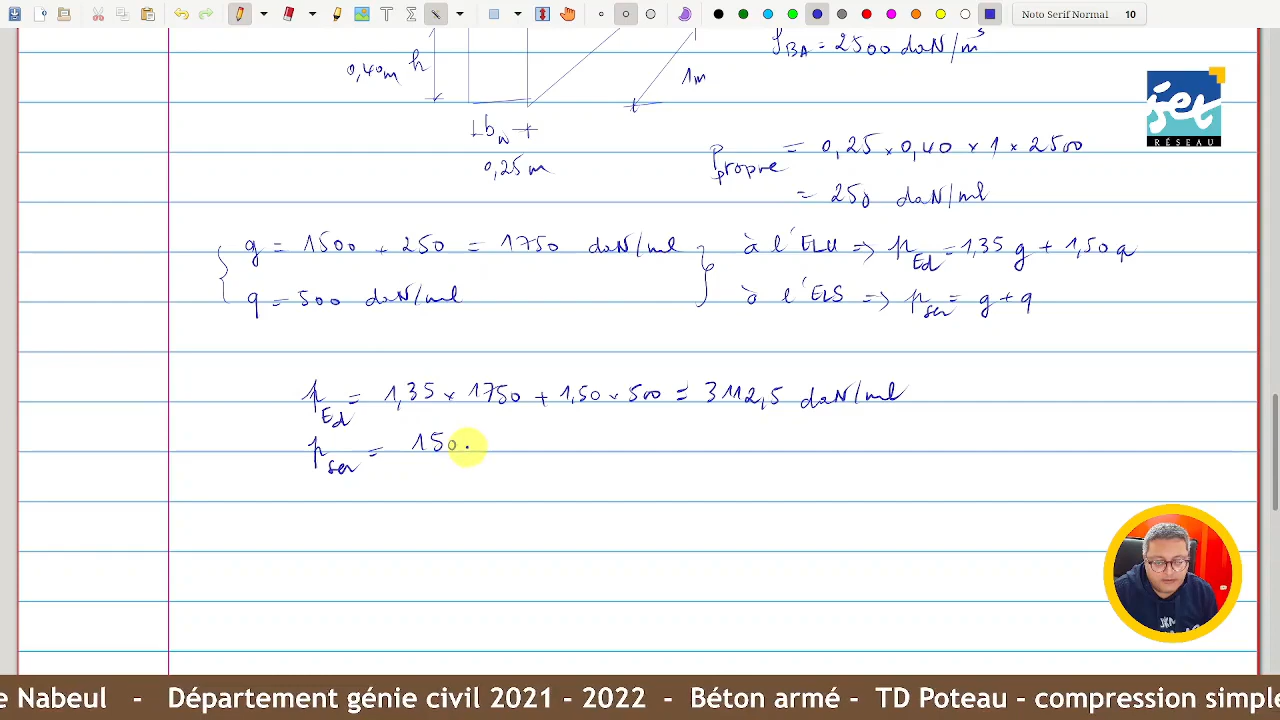 Noto Serif Normal 10
ρBA = 2500 daN/m³
0,40m h
1m
bw
0,25 m
Ppropre = 0,25 × 0,40 × 1 × 2500
= 250 daN/ml
g = 1500 + 250 = 1750 daN/ml } à l'ELU => pEd = 1,35 g + 1,50 q
q = 500 daN/ml à l'ELS => pser = g + q
pEd = 1,35 × 1750 + 1,50 × 500 = 3112,5 daN/ml
pser = 150
iset
RÉSEAU
e Nabeul - Département génie civil 2021 - 2022 - Béton armé - TD Poteau - compression simple